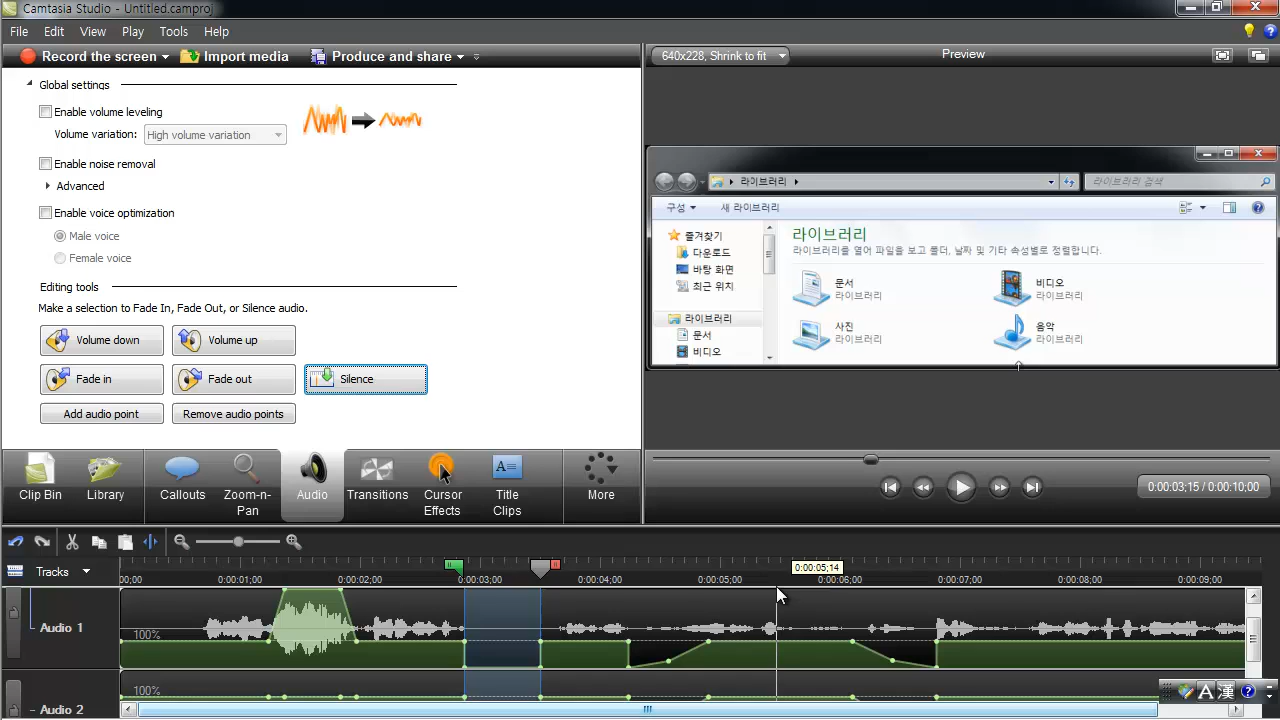 Camtasia Studio - Untitled.camproj
File Edit View Play Tools Help
Record the screen Import media Produce and share
640x228, Shrink to fit
Preview
Global settings
Enable volume leveling
Volume variation: High volume variation
Enable noise removal
Advanced
Enable voice optimization
Male voice
Female voice
Editing tools
Make a selection to Fade In, Fade Out, or Silence audio.
Volume down Volume up
Fade in Fade out Silence
Add audio point Remove audio points
라이브러리
라이브러리 검색
구성 새 라이브러리
즐겨찾기
다운로드
바탕 화면
최근 위치
라이브러리
문서
비디오
라이브러리
라이브러리를 열어 파일을 보고 폴더, 날짜 및 기타 속성별로 정렬합니다.
문서
라이브러리
비디오
라이브러리
사진
라이브러리
음악
라이브러리
Clip Bin
Library
Callouts
Zoom-n-
Pan
Audio
Transitions
Cursor
Effects
Title
Clips
More
0:00:03;15 / 0:00:10;00
0:00:05;14
Tracks
00;00 0:00:01;00 0:00:02;00 0:00:03;00 0:00:04;00 0:00:05;00 0:00:06;00 0:00:07;00 0:00:08;00 0:00:09;00
Audio 1
100%
100%
Audio 2
A 漢